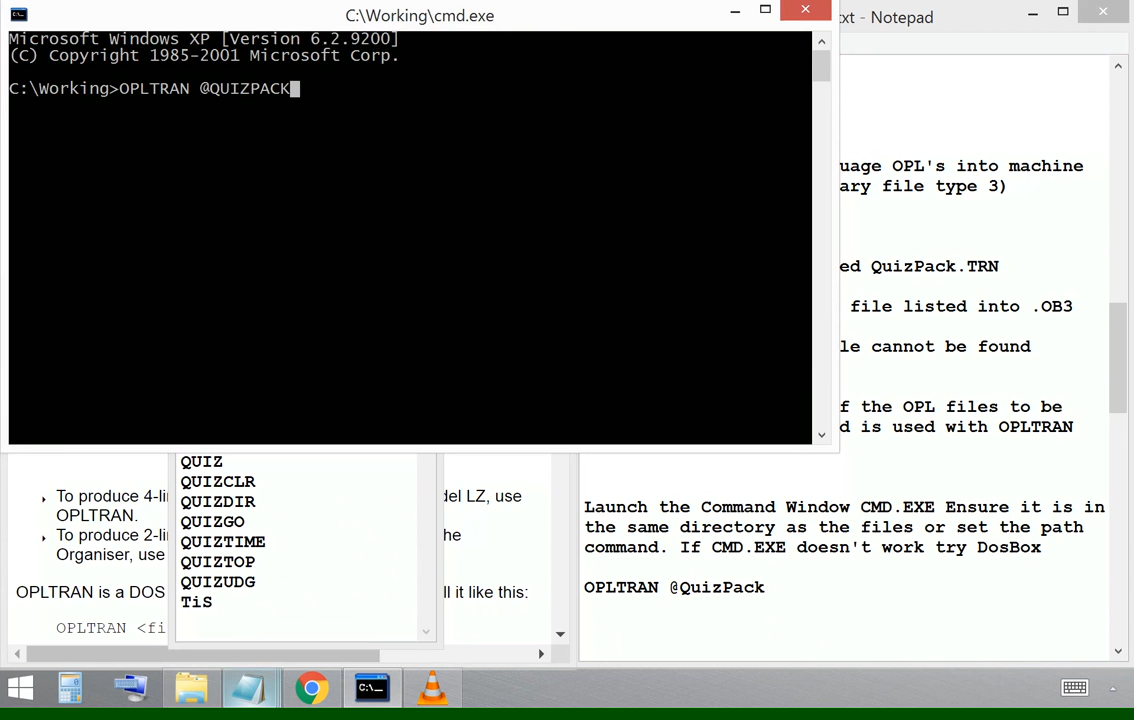 C:\Working\cmd.exe
Microsoft Windows XP [Version 6.2.9200]
(C) Copyright 1985-2001 Microsoft Corp.
C:\Working>OPLTRAN @QUIZPACK
txt - Notepad
uage OPL's into machine
ary file type 3)
ed QuizPack.TRN
file listed into .OB3
le cannot be found
f the OPL files to be
d is used with OPLTRAN
Launch the Command Window CMD.EXE Ensure it is in
the same directory as the files or set the path
command. If CMD.EXE doesn't work try DosBox
OPLTRAN @QuizPack
QUIZ
QUIZCLR
QUIZDIR
QUIZGO
QUIZTIME
QUIZTOP
QUIZUDG
TiS
To produce 4-li
del LZ, use
OPLTRAN.
To produce 2-li
he
Organiser, use
OPLTRAN is a DOS
ll it like this:
OPLTRAN <fi
C:\_